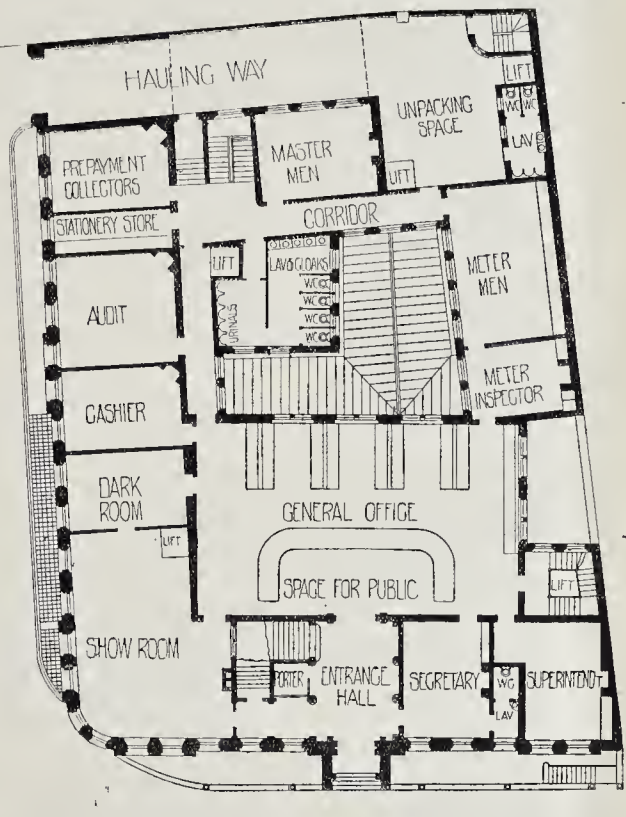 HAULING WAY
LIFT
UNPACKING
SPACE
WC WC
LAV
PREPAYMENT
COLLECTORS
MASTER
MEN
LIFT
STATIONERY STORE
CORRIDOR
LIFT
LAV & CLOAKS
WC
WC
WC
WC
URINALS
METER
MEN
AUDIT
METER
INSPECTOR
CASHIER
DARK
ROOM
GENERAL OFFICE
LIFT
LIFT
SPACE FOR PUBLIC
SHOW ROOM
PORTER
ENTRANCE
HALL
SECRETARY
WC
LAV
SUPERINTENDT